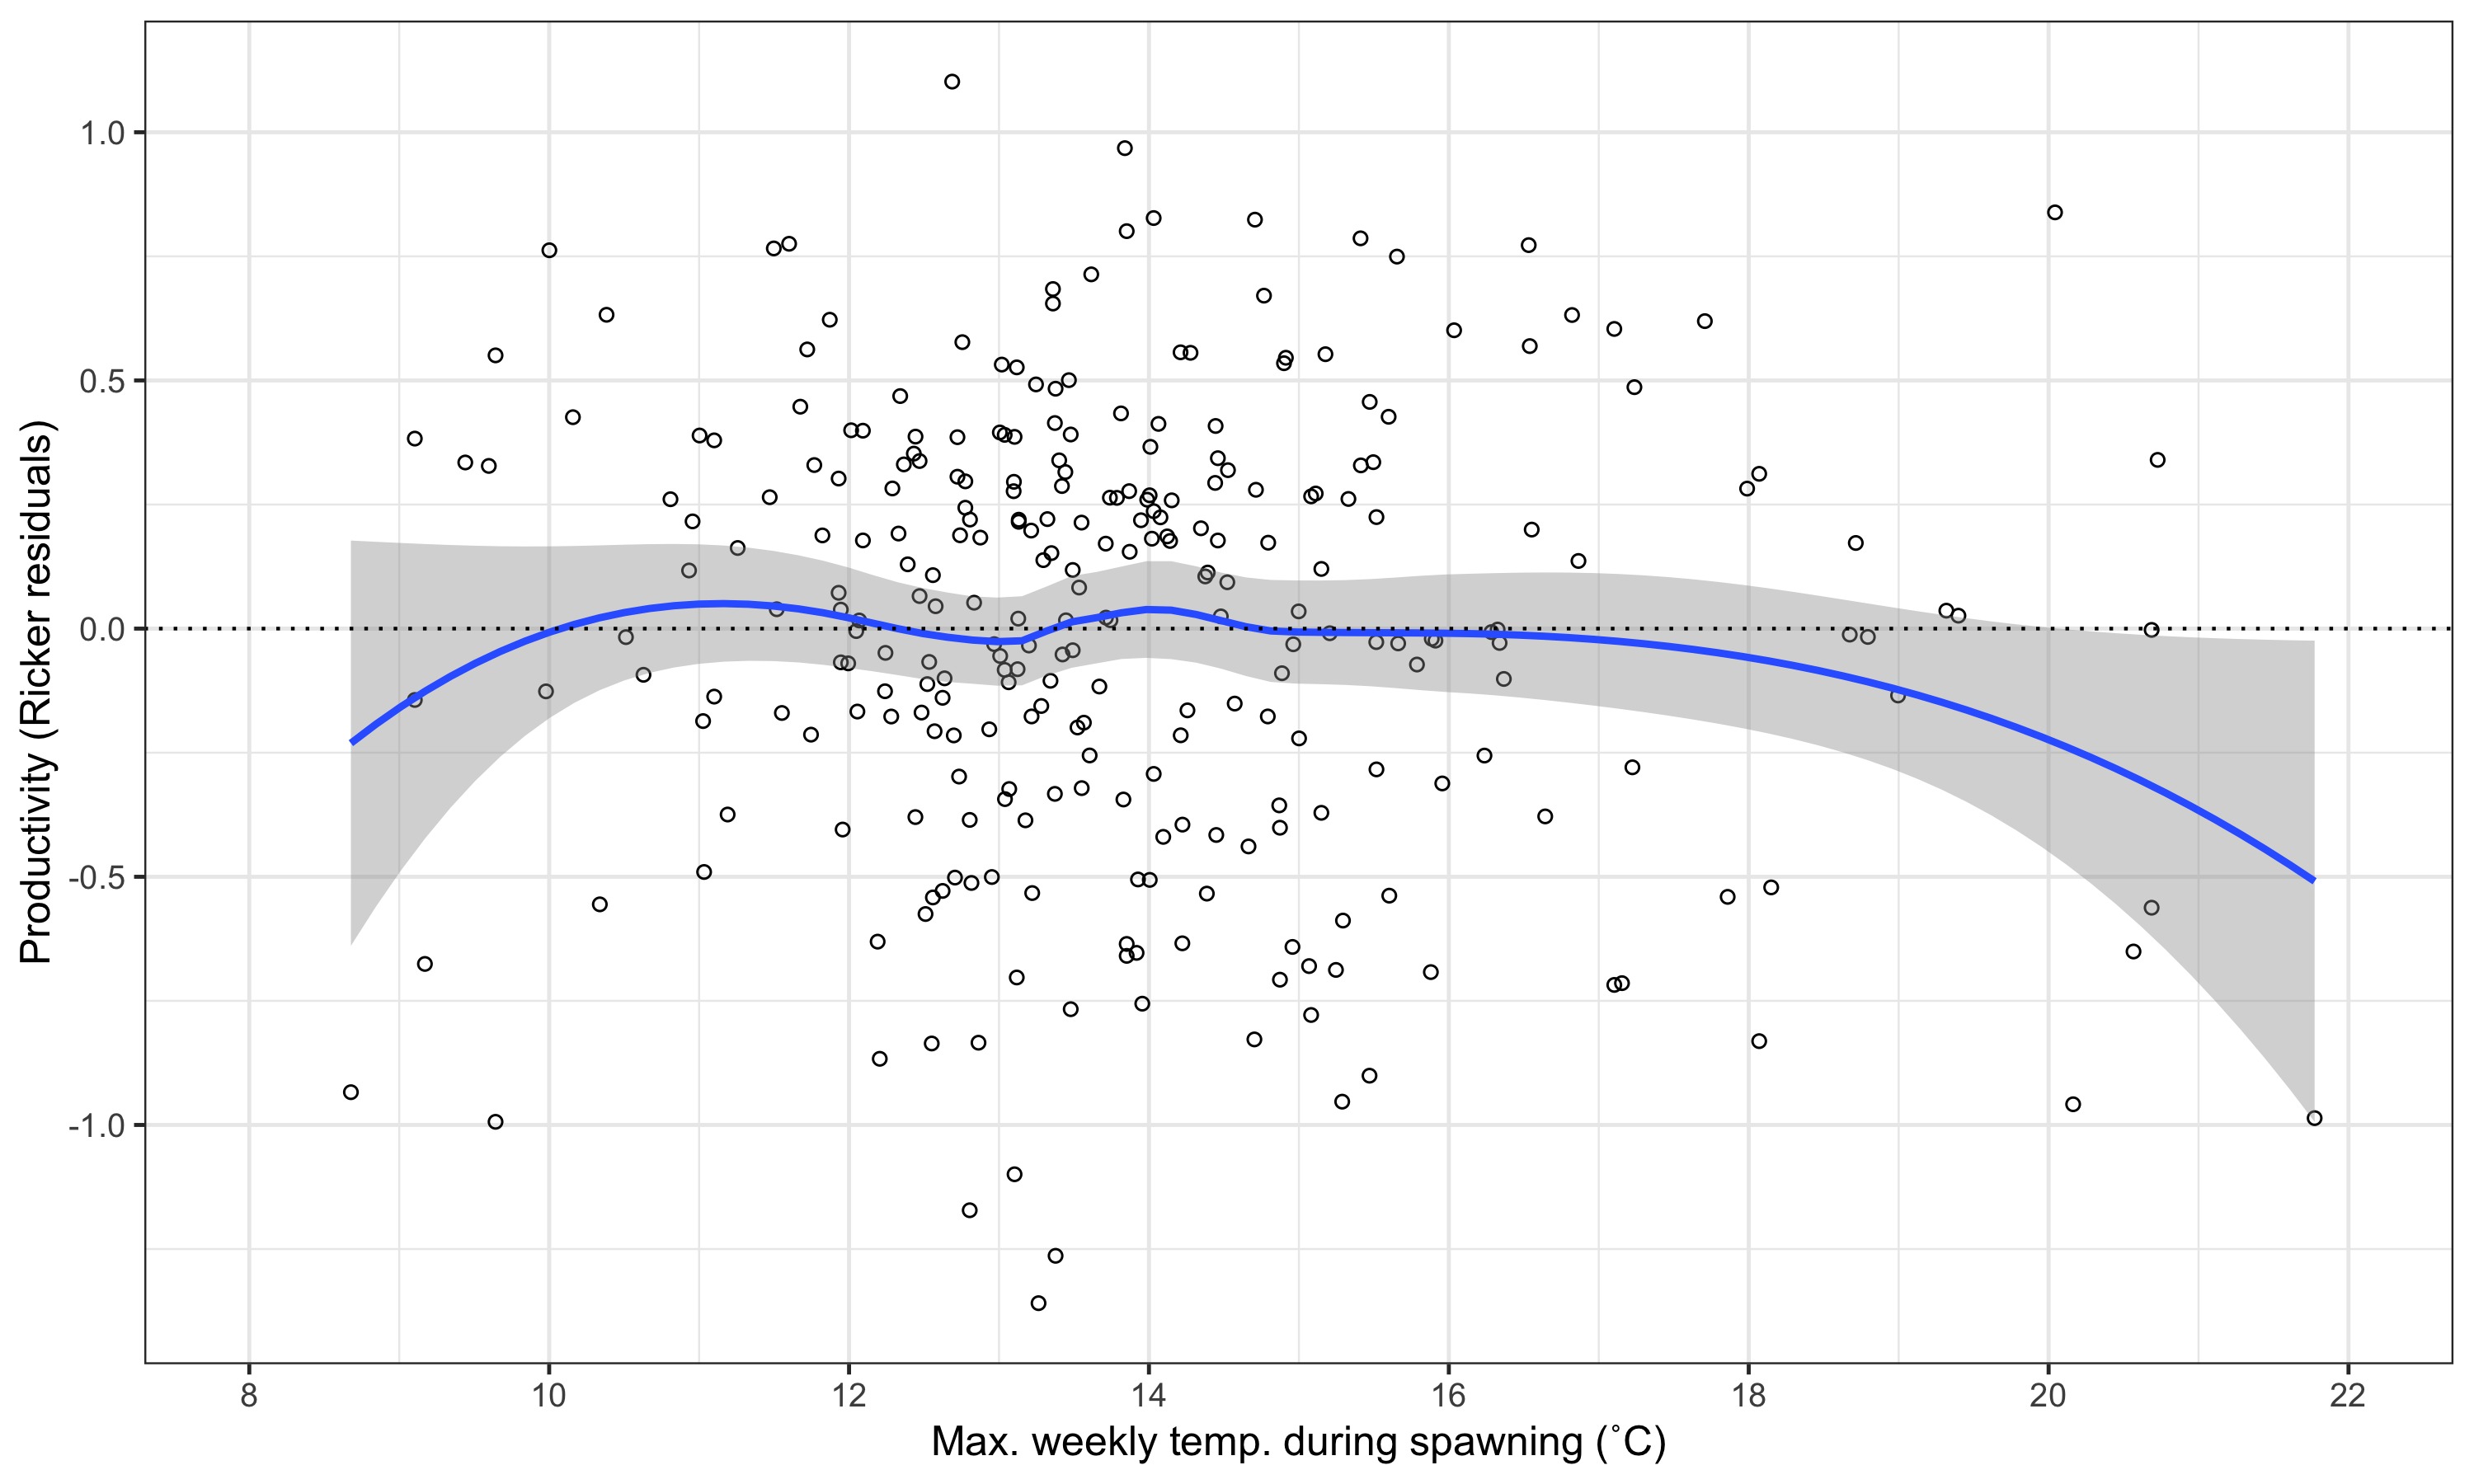 Productivity (Ricker residuals)
1.0
0.5
0.0
-0.5
-1.0
8 10 12 14 16 18 20 22
Max. weekly temp. during spawning (˚C)